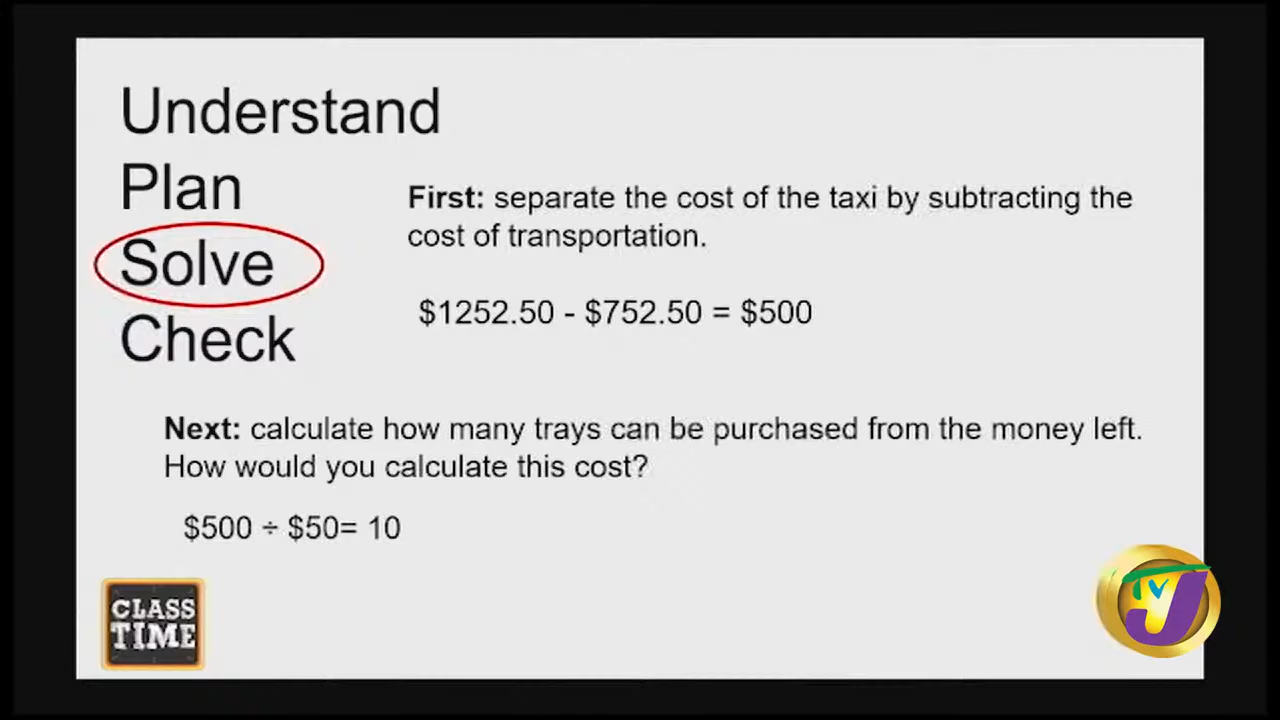 Understand
Plan
Solve
Check
First: separate the cost of the taxi by subtracting the
cost of transportation.
$1252.50 - $752.50 = $500
Next: calculate how many trays can be purchased from the money left.
How would you calculate this cost?
$500 ÷ $50= 10
CLASS
TIME
TVJ